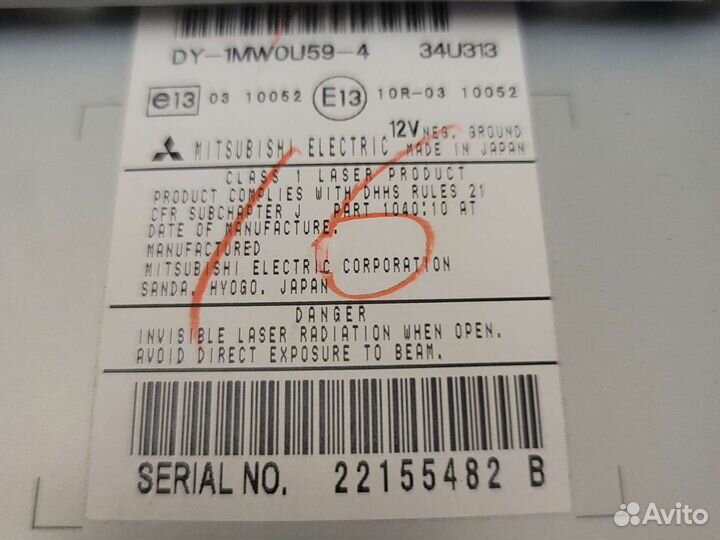 DY-1MW0U59-4 34U313
e13 03 10052 E13 10R-03 10052
12V NEG. GROUND
MITSUBISHI ELECTRIC MADE IN JAPAN
CLASS 1 LASER PRODUCT
PRODUCT COMPLIES WITH DHHS RULES 21
CFR SUBCHAPTER J PART 1040:10 AT
DATE OF MANUFACTURE.
MANUFACTURED
MITSUBISHI ELECTRIC CORPORATION
SANDA, HYOGO, JAPAN
16
DANGER
INVISIBLE LASER RADIATION WHEN OPEN.
AVOID DIRECT EXPOSURE TO BEAM.
SERIAL NO. 22155482 B
Avito